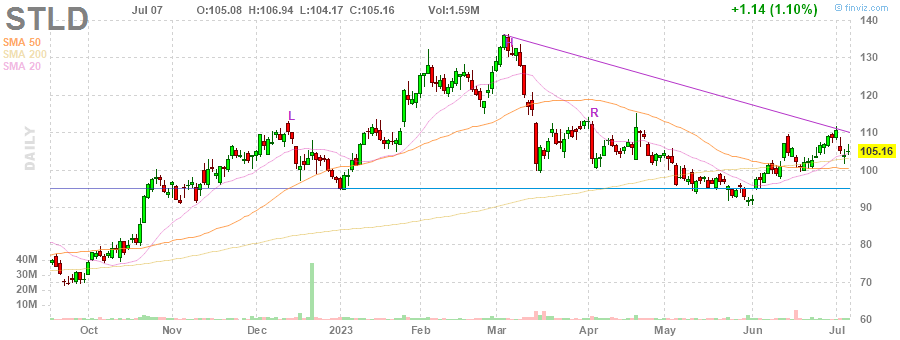 STLD
Jul 07 O:105.08 H:106.94 L:104.17 C:105.16 Vol:1.59M
+1.14 (1.10%)
© finviz.com
SMA 50
SMA 200
SMA 20
DAILY
L
R
140
130
120
110
105.16
100
90
80
70
60
40M
30M
20M
10M
Oct Nov Dec 2023 Feb Mar Apr May Jun Jul